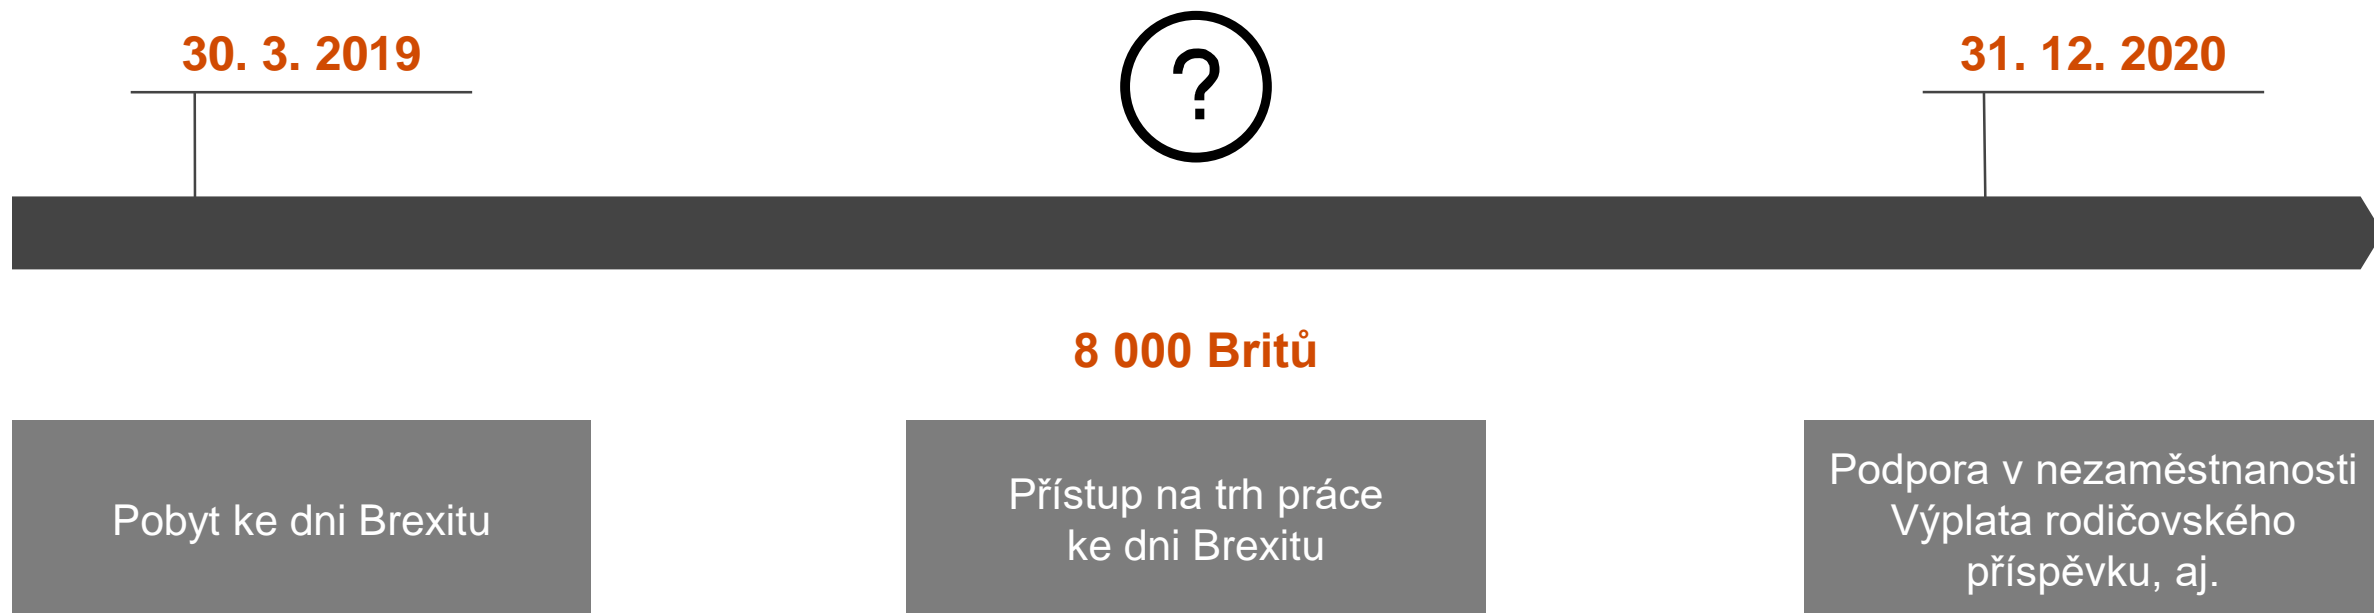 30. 3. 2019
?
31. 12. 2020
8 000 Britů
Pobyt ke dni Brexitu
Přístup na trh práce
ke dni Brexitu
Podpora v nezaměstnanosti
Výplata rodičovského
příspěvku, aj.